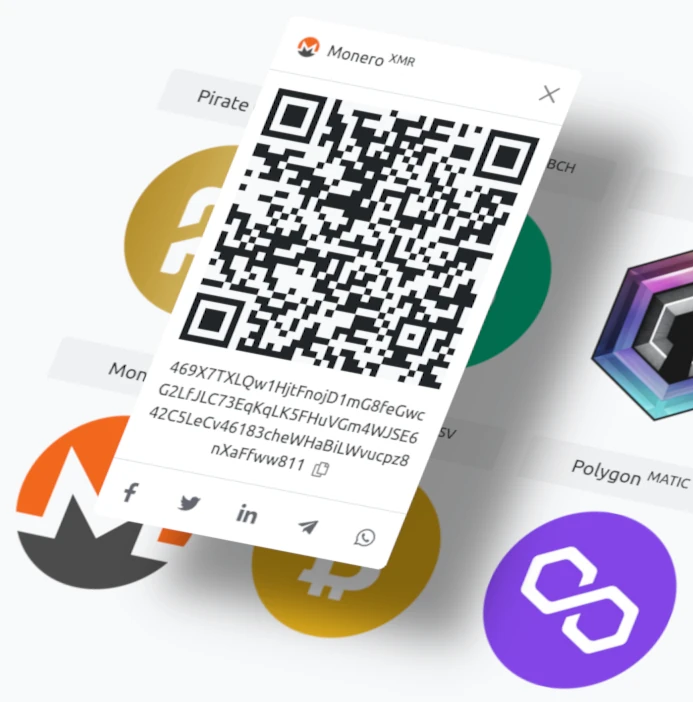 Monero XMR
Pirate
BCH
469X7TXLQw1HjtFnojD1mG8feGwc
G2LfJLC73EqKqLK5FHuVGm4WJSE6
42C5LeCv46183cheWHaBiLWvucpz8
nXaFfww811
Mon
SV
Polygon MATIC